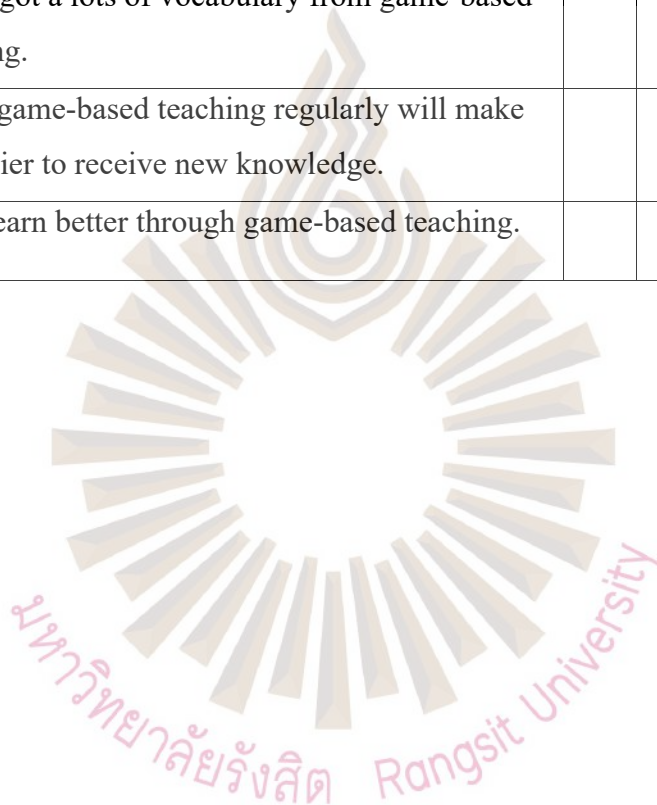 got a lots of vocabulary from game-based
ng.
game-based teaching regularly will make
ier to receive new knowledge.
earn better through game-based teaching.
มหาวิทยาลัยรังสิต Rangsit University